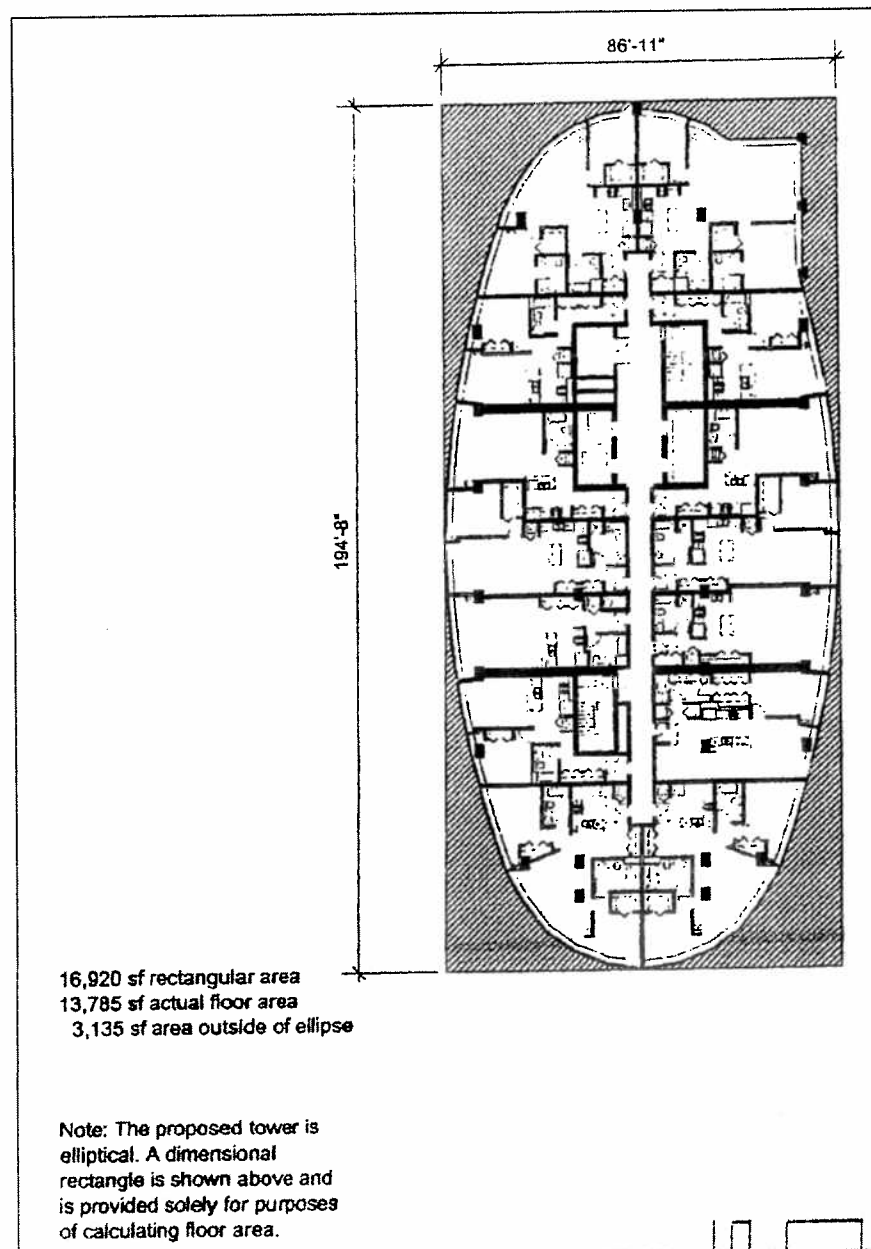 86'-11"
194'-8"
16,920 sf rectangular area
13,785 sf actual floor area
3,135 sf area outside of ellipse
Note: The proposed tower is
elliptical. A dimensional
rectangle is shown above and
is provided solely for purposes
of calculating floor area.